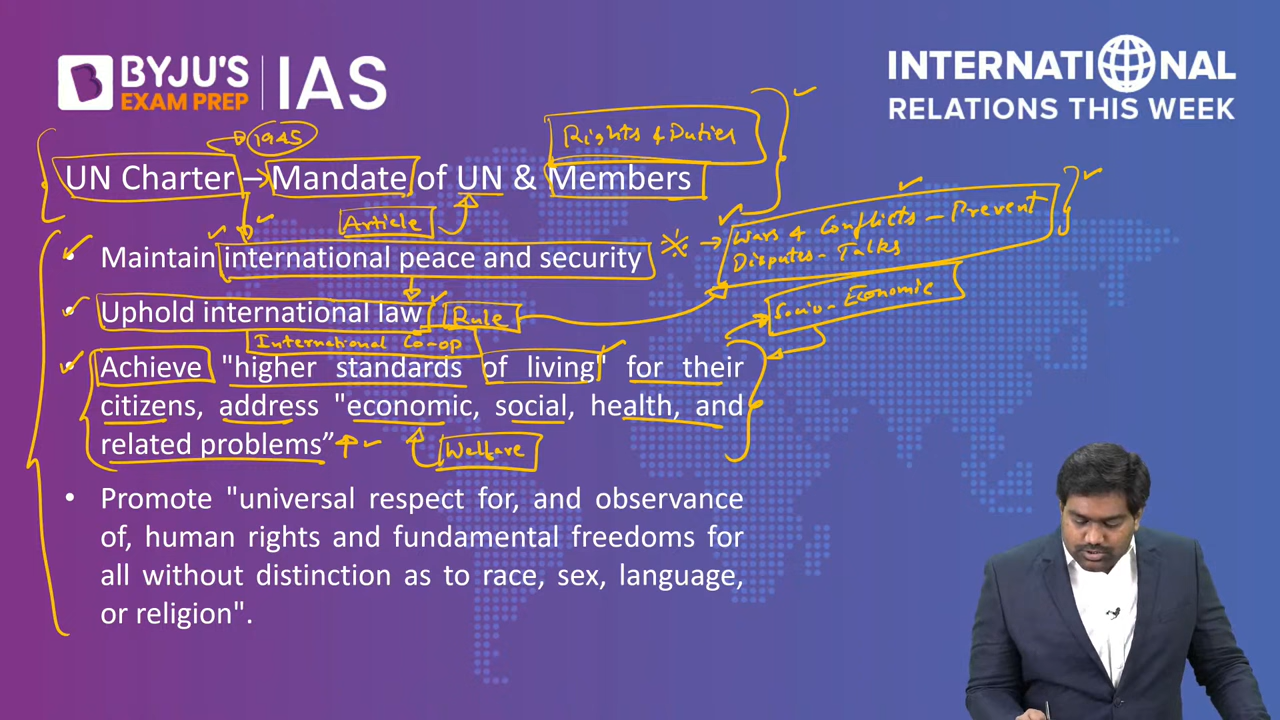 BYJU'S
EXAM PREP
IAS
INTERNATIONAL
RELATIONS THIS WEEK
1945
Rights & Duties
UN Charter – Mandate of UN & Members
Article
Wars & Conflicts – Prevent
Disputes – Talks
• Maintain international peace and security
Socio-Economic
• Uphold international law
Rule
International Co-op
• Achieve "higher standards of living" for their
citizens, address "economic, social, health, and
related problems”
Welfare
• Promote "universal respect for, and observance
of, human rights and fundamental freedoms for
all without distinction as to race, sex, language,
or religion".